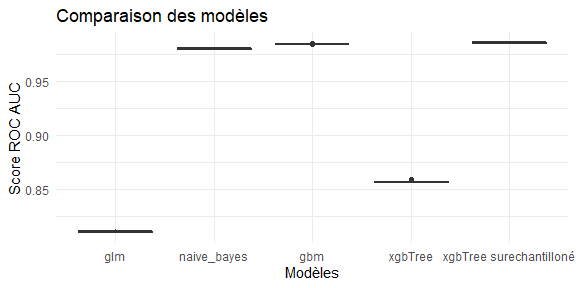 Comparaison des modèles
Score ROC AUC
0.95
0.90
0.85
glm naive_bayes gbm xgbTree xgbTree surechantilloné
Modèles